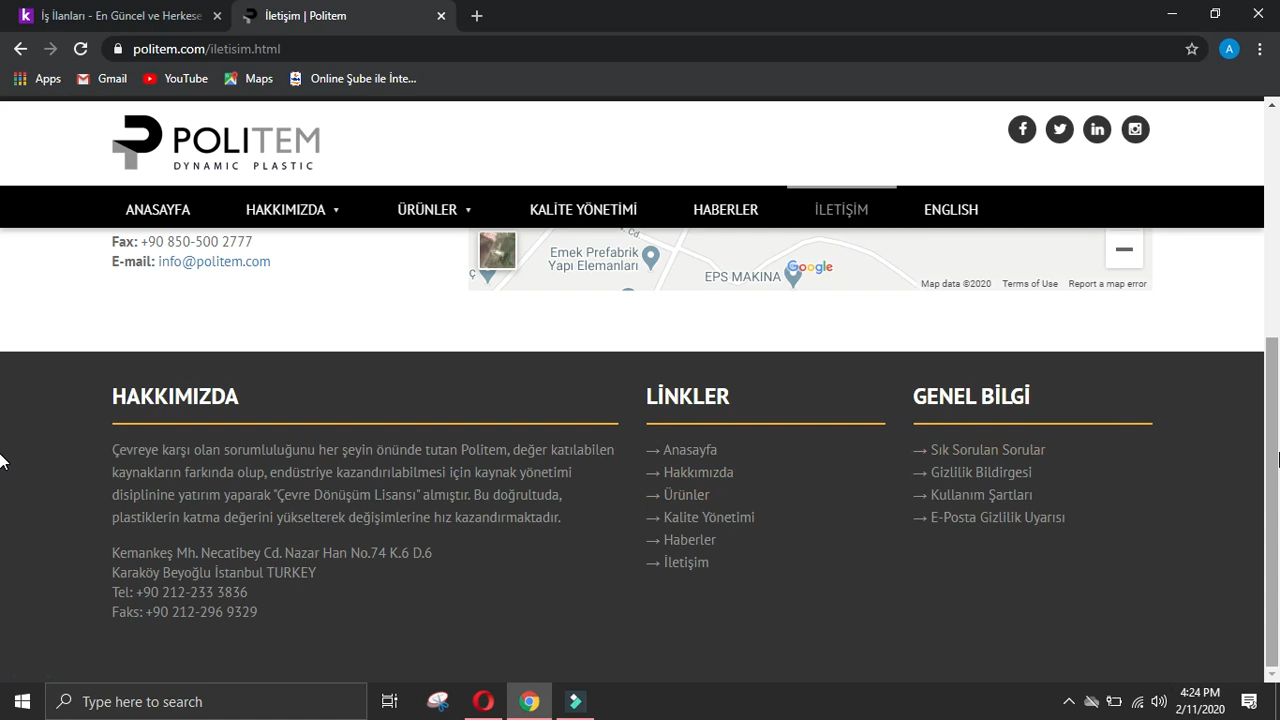 İş İlanları - En Güncel ve Herkese
İletişim | Politem
politem.com/iletisim.html
A
Apps
Gmail
YouTube
Maps
Online Şube ile İnte...
POLITEM
DYNAMIC PLASTIC
ANASAYFA
HAKKIMIZDA
ÜRÜNLER
KALİTE YÖNETİMİ
HABERLER
İLETİŞİM
ENGLISH
Fax: +90 850-500 2777
E-mail: info@politem.com
Cd
Emek Prefabrik
Yapı Elemanları
EPS MAKINA
Google
Map data ©2020
Terms of Use
Report a map error
HAKKIMIZDA
Çevreye karşı olan sorumluluğunu her şeyin önünde tutan Politem, değer katılabilen
kaynakların farkında olup, endüstriye kazandırılabilmesi için kaynak yönetimi
disiplinine yatırım yaparak "Çevre Dönüşüm Lisansı" almıştır. Bu doğrultuda,
plastiklerin katma değerini yükselterek değişimlerine hız kazandırmaktadır.
Kemankeş Mh. Necatibey Cd. Nazar Han No.74 K.6 D.6
Karaköy Beyoğlu İstanbul TURKEY
Tel: +90 212-233 3836
Faks: +90 212-296 9329
LİNKLER
→ Anasayfa
→ Hakkımızda
→ Ürünler
→ Kalite Yönetimi
→ Haberler
→ İletişim
GENEL BİLGİ
→ Sık Sorulan Sorular
→ Gizlilik Bildirgesi
→ Kullanım Şartları
→ E-Posta Gizlilik Uyarısı
Type here to search
4:24 PM
2/11/2020